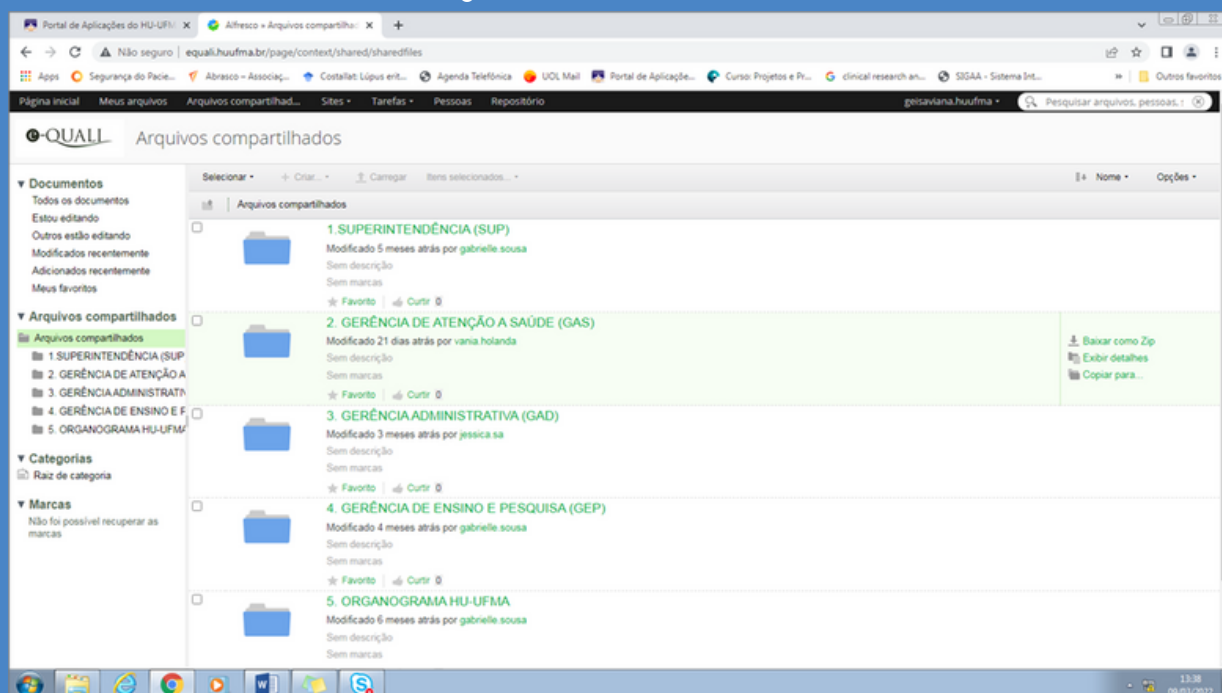 Portal de Aplicações do HU-UFM
Alfresco » Arquivos compartilhad
Não seguro | equali.huufma.br/page/context/shared/sharedfiles
Apps Segurança do Pacie... Abrasco – Associaç... Costallat: Lúpus erit... Agenda Telefônica UOL Mail Portal de Aplicaçõe... Curso: Projetos e Pr... clinical research an... SIGAA - Sistema Int... » Outros favoritos
Página inicial Meus arquivos Arquivos compartilhad... Sites Tarefas Pessoas Repositório geisaviana.huufma Pesquisar arquivos, pessoas, s
e-QUALI Arquivos compartilhados
Selecionar + Criar... Carregar Itens selecionados... Nome Opções
Arquivos compartilhados
Documentos
Todos os documentos
Estou editando
Outros estão editando
Modificados recentemente
Adicionados recentemente
Meus favoritos
Arquivos compartilhados
Arquivos compartilhados
1.SUPERINTENDÊNCIA (SUP
2. GERÊNCIA DE ATENÇÃO A
3. GERÊNCIA ADMINISTRATIV
4. GERÊNCIA DE ENSINO E P
5. ORGANOGRAMA HU-UFMA
Categorias
Raiz de categoria
Marcas
Não foi possível recuperar as
marcas
1.SUPERINTENDÊNCIA (SUP)
Modificado 5 meses atrás por gabrielle.sousa
Sem descrição
Sem marcas
Favorito Curtir 0
2. GERÊNCIA DE ATENÇÃO A SAÚDE (GAS)
Modificado 21 dias atrás por vania.holanda
Sem descrição
Sem marcas
Favorito Curtir 0
Baixar como Zip
Exibir detalhes
Copiar para...
3. GERÊNCIA ADMINISTRATIVA (GAD)
Modificado 3 meses atrás por jessica.sa
Sem descrição
Sem marcas
Favorito Curtir 0
4. GERÊNCIA DE ENSINO E PESQUISA (GEP)
Modificado 4 meses atrás por gabrielle.sousa
Sem descrição
Sem marcas
Favorito Curtir 0
5. ORGANOGRAMA HU-UFMA
Modificado 6 meses atrás por gabrielle.sousa
Sem descrição
Sem marcas
13:38
09/03/2022